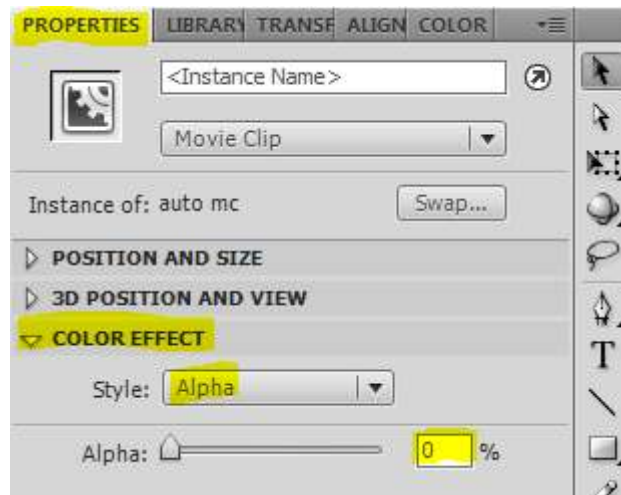 PROPERTIES LIBRARY TRANSF ALIGN COLOR
<Instance Name>
Movie Clip
Instance of: auto mc Swap...
POSITION AND SIZE
3D POSITION AND VIEW
COLOR EFFECT
Style: Alpha
T
Alpha: 0 %